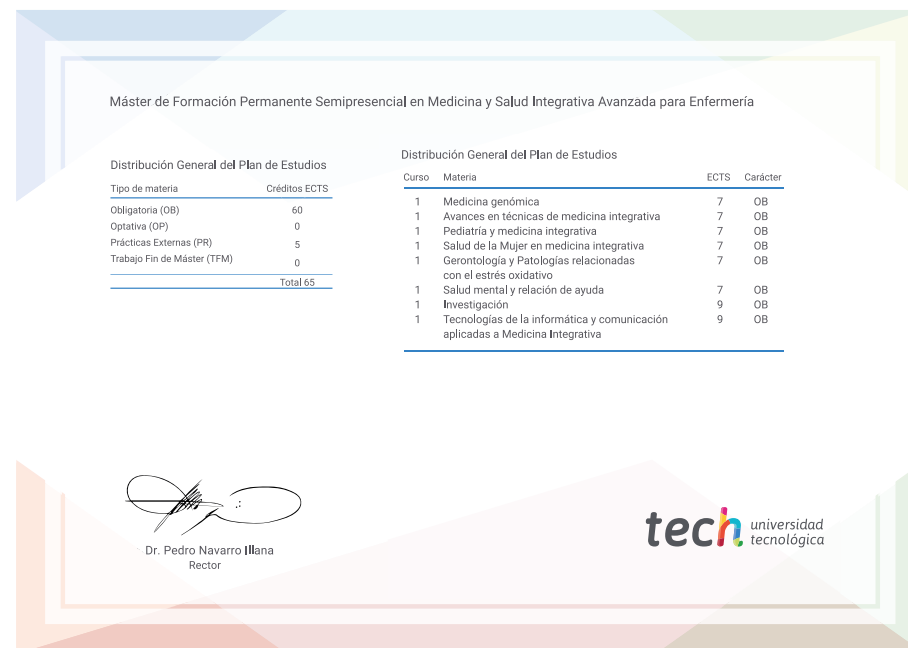 Máster de Formación Permanente Semipresencial en Medicina y Salud Integrativa Avanzada para Enfermería
Distribución General del Plan de Estudios
Tipo de materia Créditos ECTS
Obligatoria (OB) 60
Optativa (OP) 0
Prácticas Externas (PR) 5
Trabajo Fin de Máster (TFM) 0
Total 65
Distribución General del Plan de Estudios
Curso Materia ECTS Carácter
1 Medicina genómica 7 OB
1 Avances en técnicas de medicina integrativa 7 OB
1 Pediatría y medicina integrativa 7 OB
1 Salud de la Mujer en medicina integrativa 7 OB
1 Gerontología y Patologías relacionadas 7 OB
con el estrés oxidativo
1 Salud mental y relación de ayuda 7 OB
1 Investigación 9 OB
1 Tecnologías de la informática y comunicación 9 OB
aplicadas a Medicina Integrativa
Dr. Pedro Navarro Illana
Rector
tech universidad
tecnológica